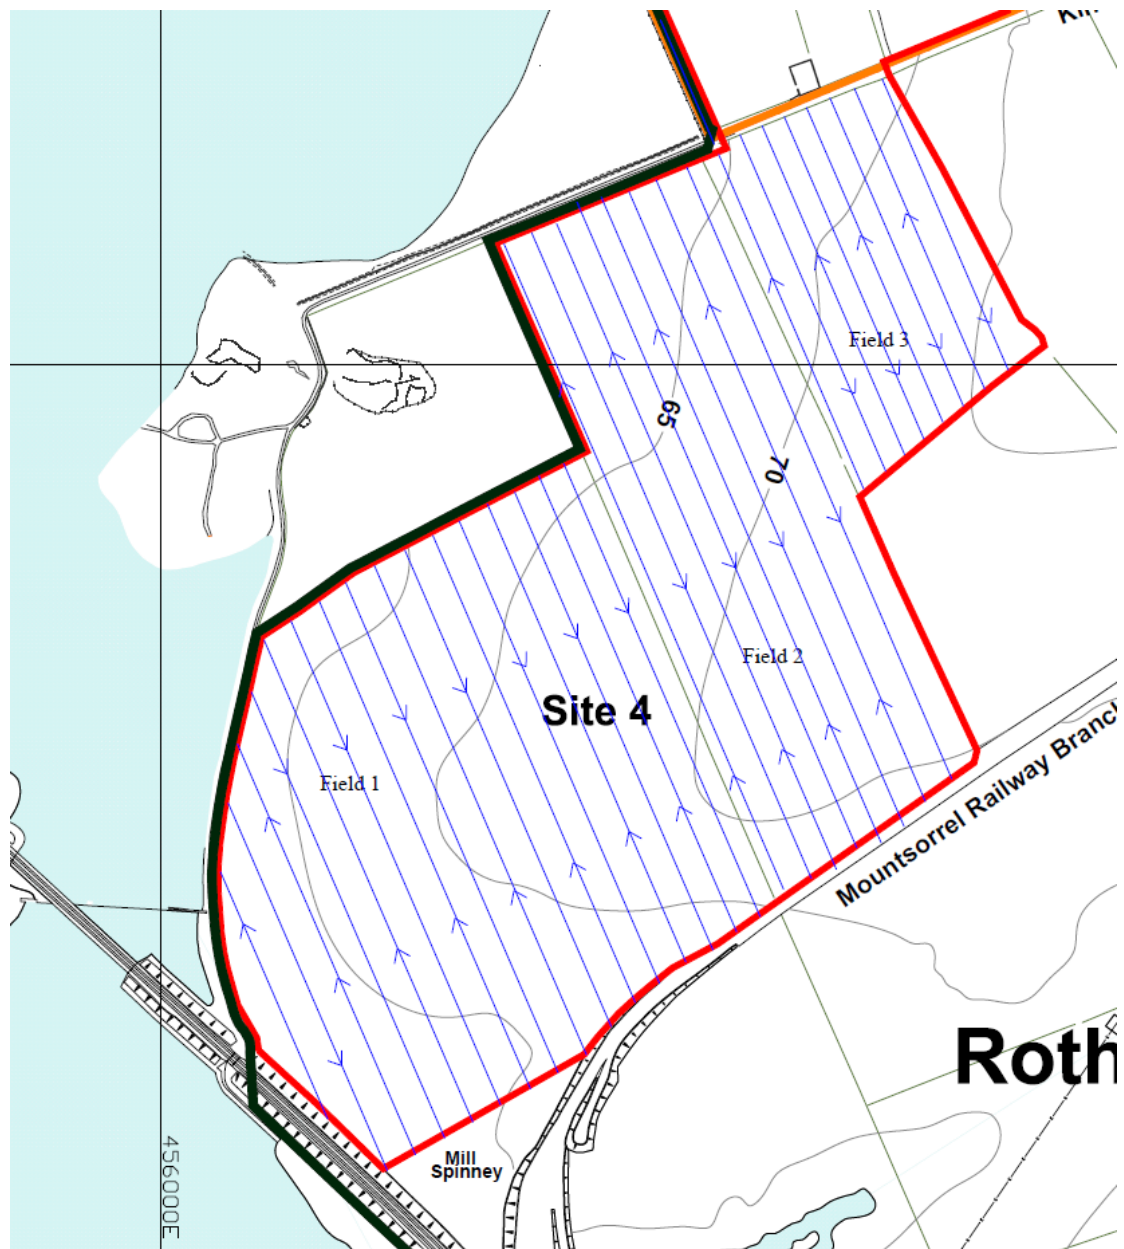 Field 3
65
70
Field 2
Site 4
Field 1
Mountsorrel Railway Branch
Roth
Mill
Spinney
456000E